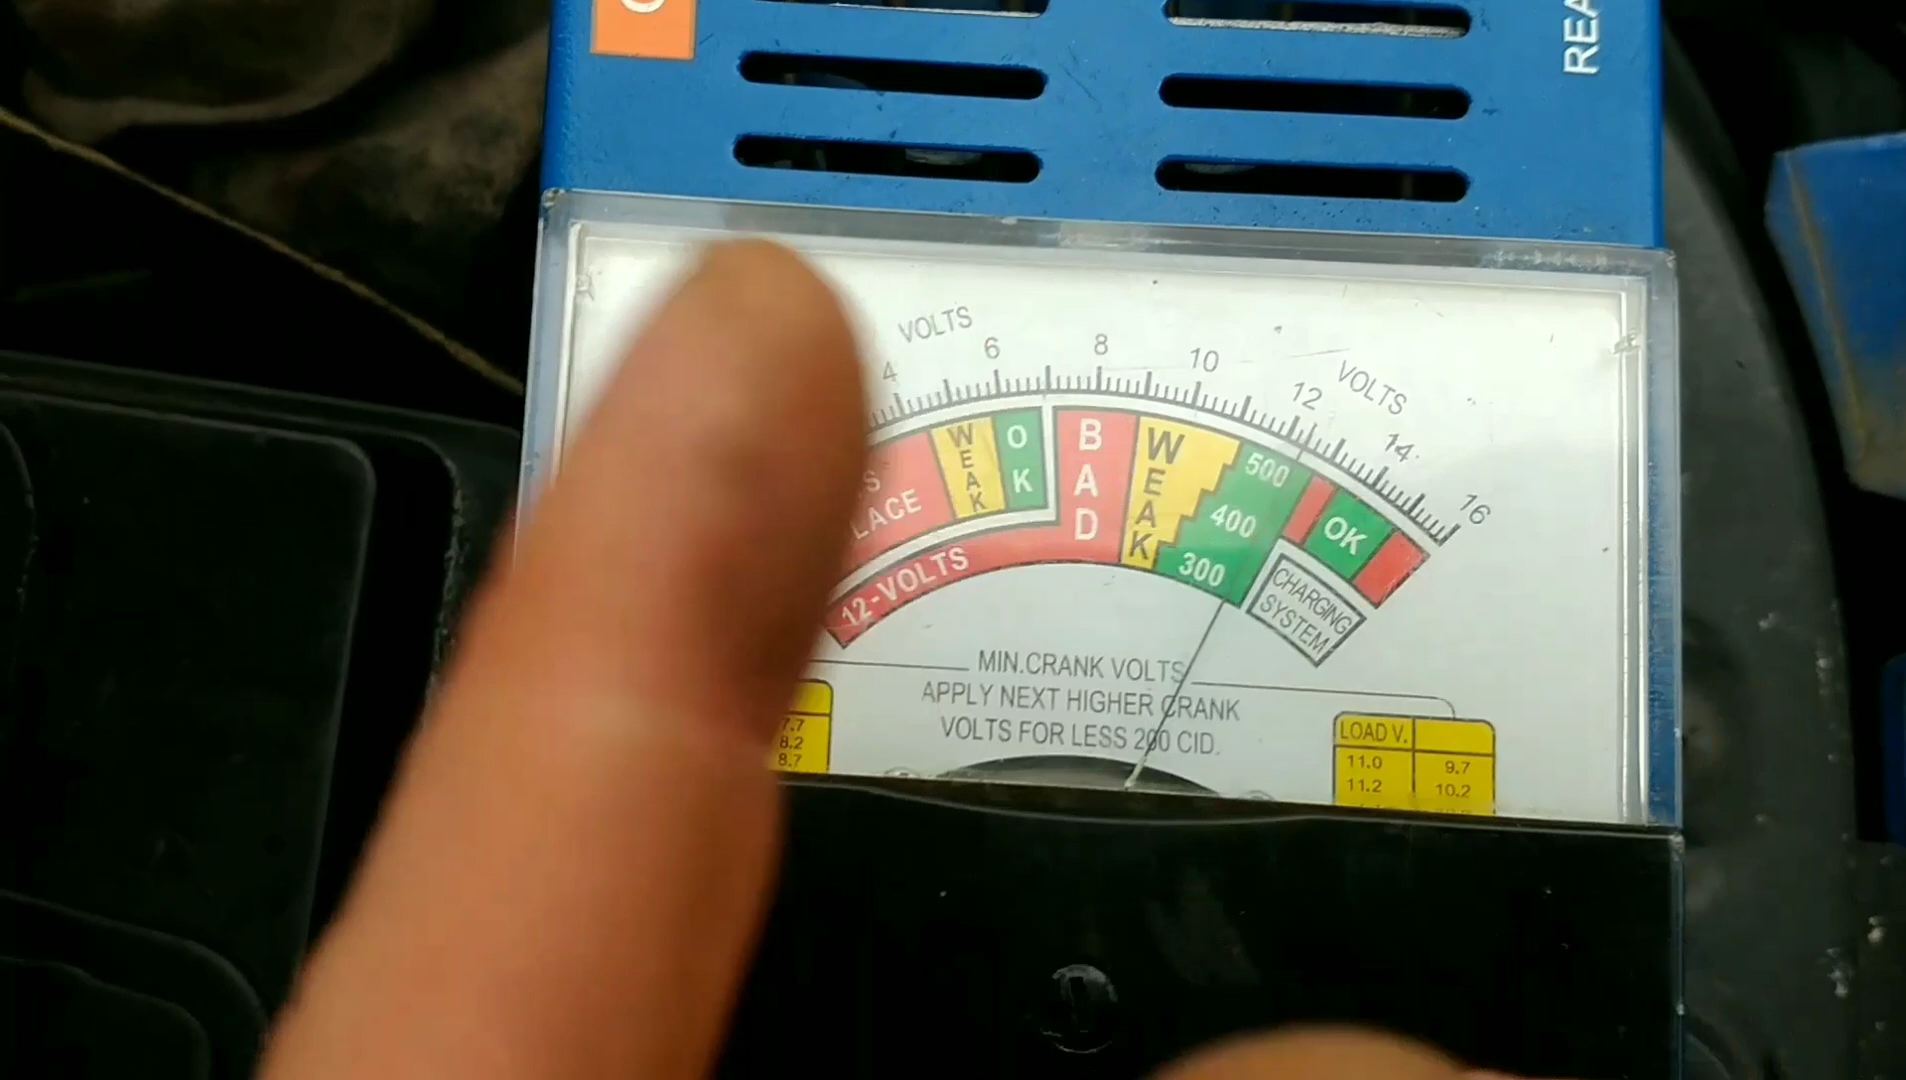 REA
VOLTS
4
6
8
10
12
VOLTS
14
16
LACE
WEAK
OK
BAD
WEAK
500
400
300
OK
12-VOLTS
CHARGING
SYSTEM
MIN.CRANK VOLTS
APPLY NEXT HIGHER CRANK
VOLTS FOR LESS 200 CID.
7.7
8.2
8.7
LOAD V.
11.0 9.7
11.2 10.2